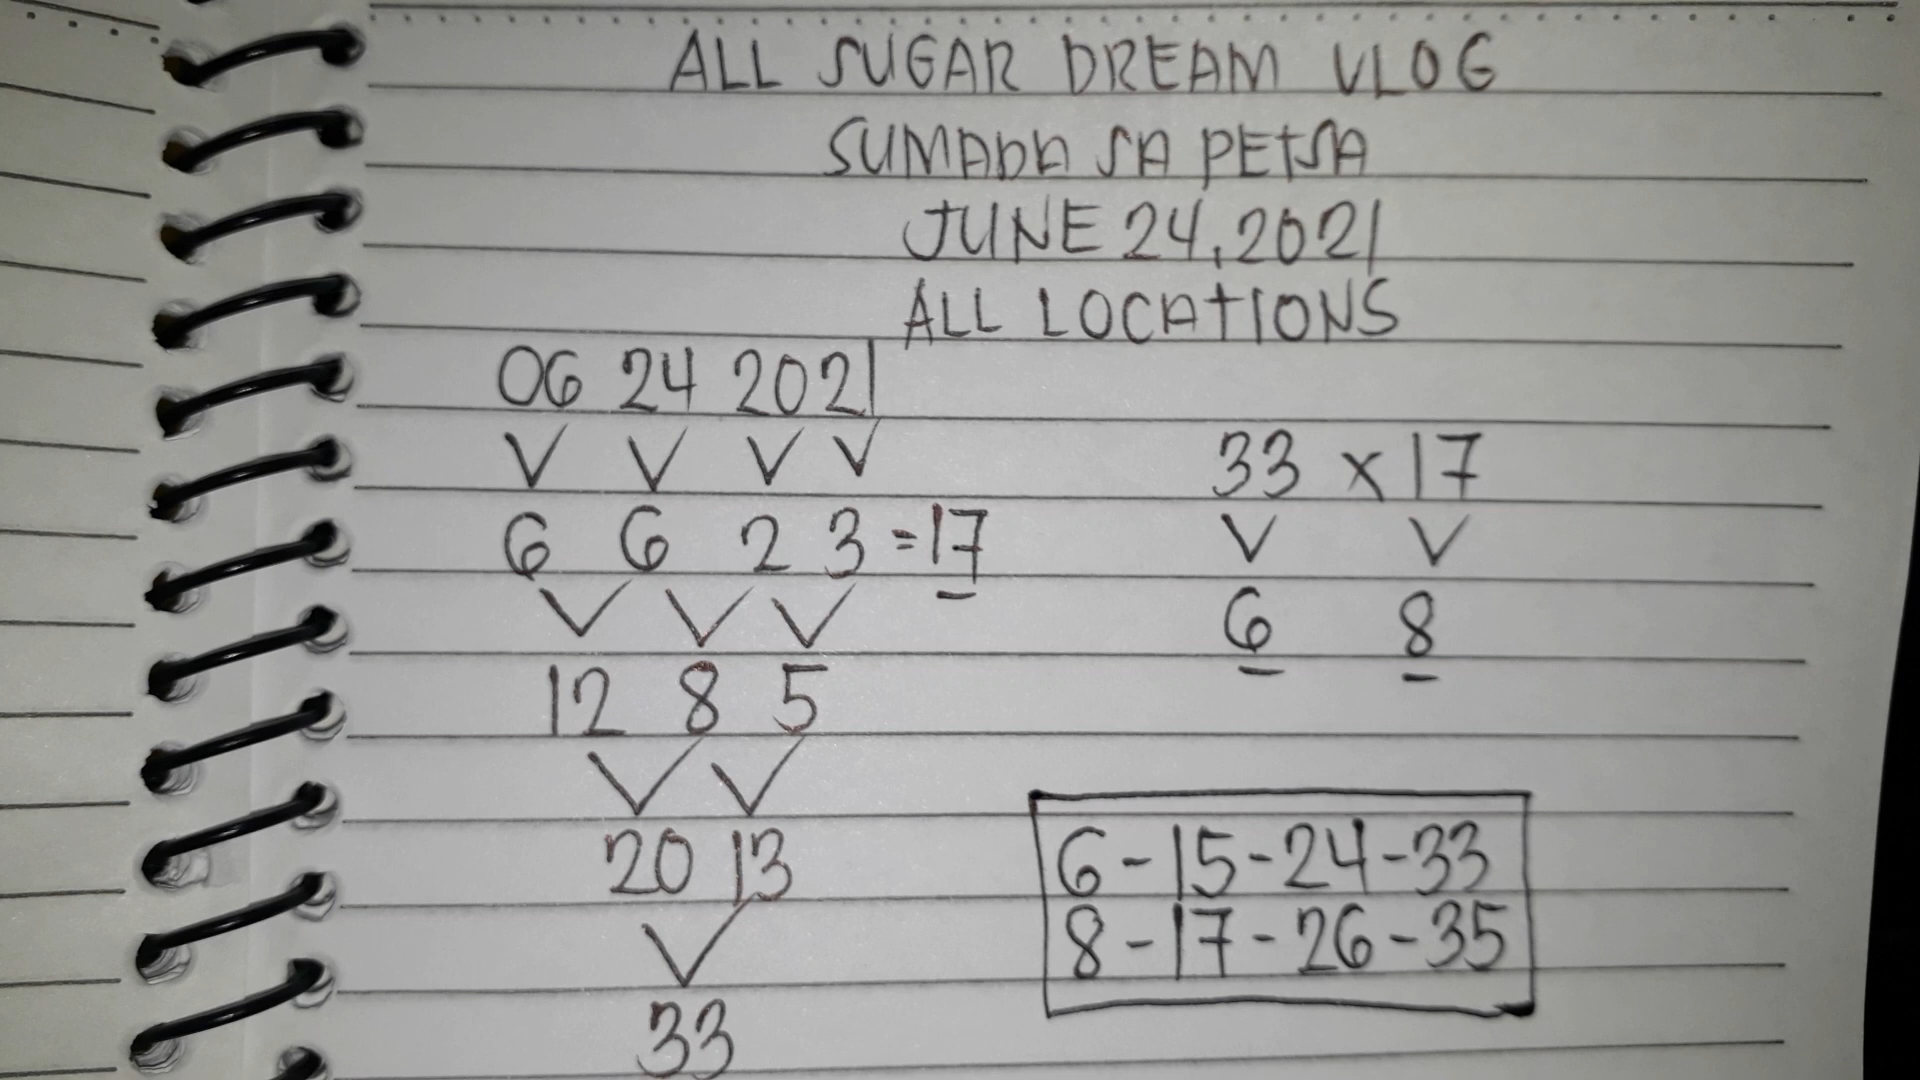 ALL SUGAR DREAM VLOG
SUMADA SA PETSA
JUNE 24, 2021
ALL LOCATIONS
06 24 2021
6 6 2 3 = 17
12 8 5
20 13
33
33 x 17
6 8
6-15-24-33
8-17-26-35